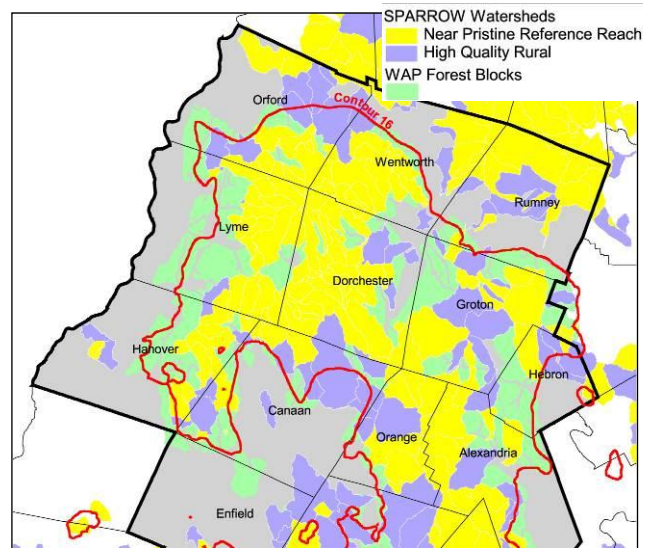 SPARROW Watersheds
Near Pristine Reference Reach
High Quality Rural
WAP Forest Blocks
Orford
Contour 16
Wentworth
Rumney
Lyme
Dorchester
Groton
Hanover
Hebron
Canaan
Orange
Alexandria
Enfield